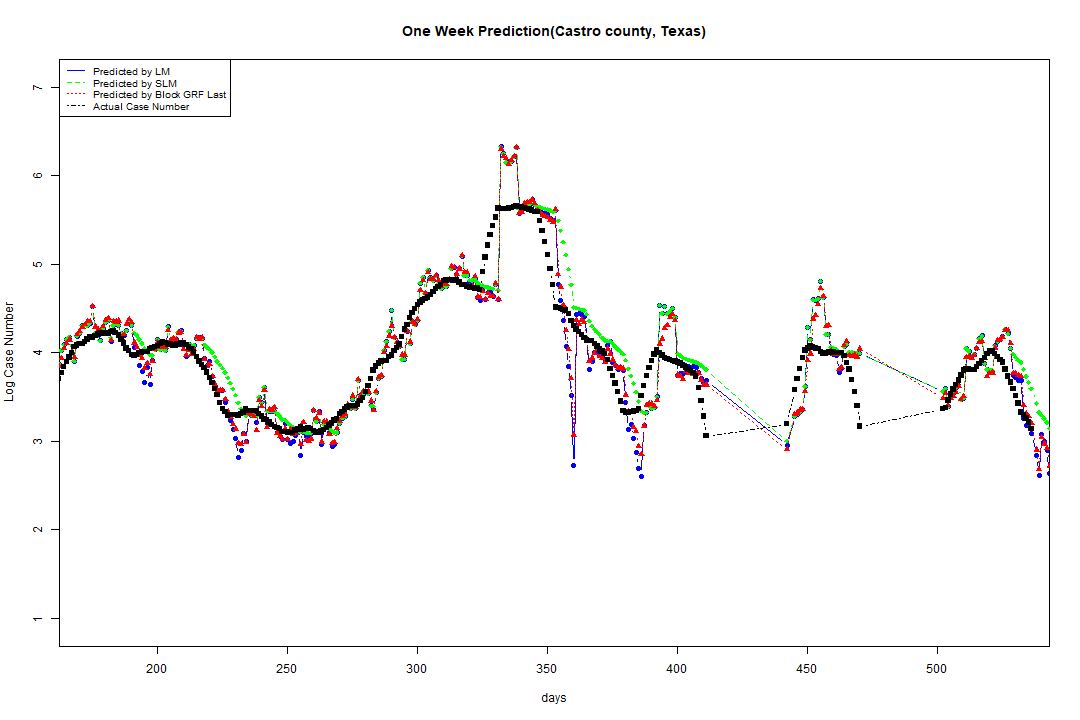 One Week Prediction(Castro county, Texas)
Predicted by LM
Predicted by SLM
Predicted by Block GRF Last
Actual Case Number
7
6
5
4
3
2
1
Log Case Number
200 250 300 350 400 450 500
days